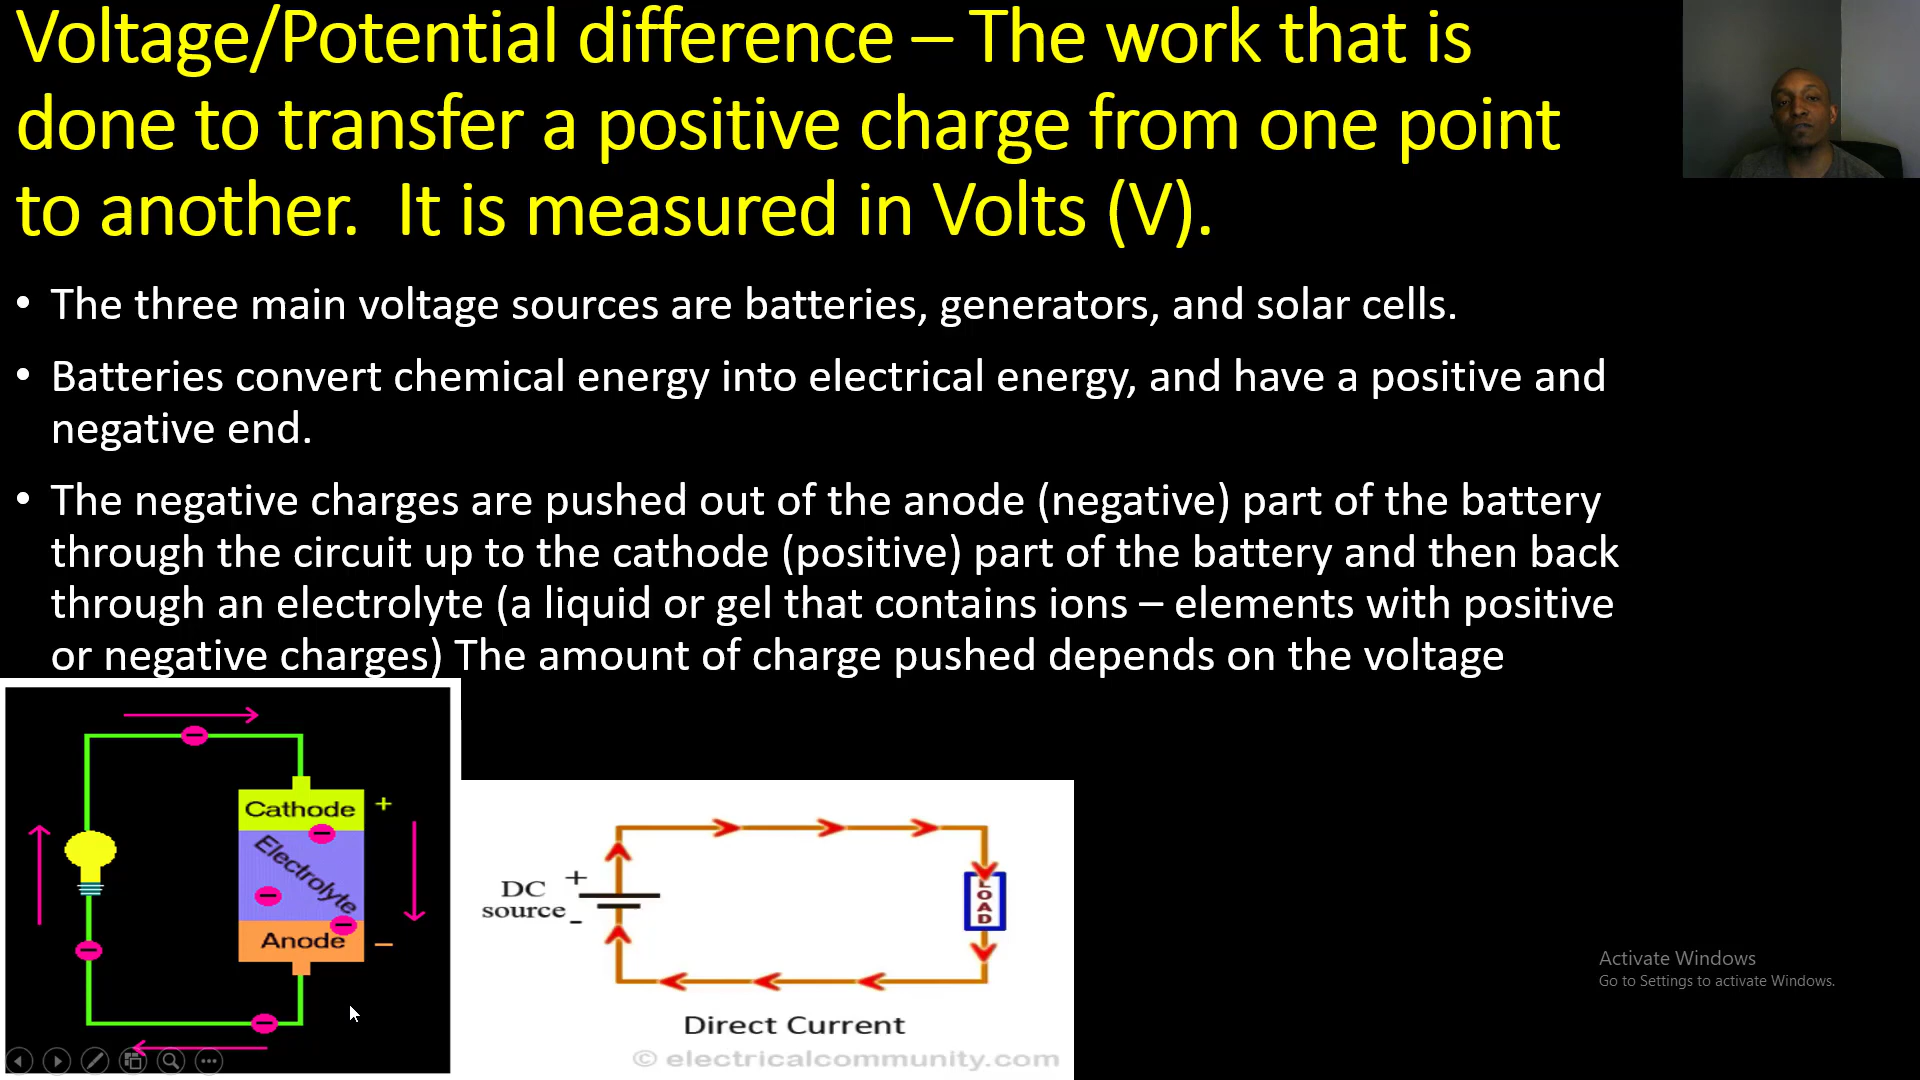 Voltage/Potential difference – The work that is
done to transfer a positive charge from one point
to another.  It is measured in Volts (V).
• The three main voltage sources are batteries, generators, and solar cells.
• Batteries convert chemical energy into electrical energy, and have a positive and
negative end.
• The negative charges are pushed out of the anode (negative) part of the battery
through the circuit up to the cathode (positive) part of the battery and then back
through an electrolyte (a liquid or gel that contains ions – elements with positive
or negative charges) The amount of charge pushed depends on the voltage
Cathode +
Electrolyte
Anode –
DC
source
+
-
LOAD
Direct Current
© electricalcommunity.com
Activate Windows
Go to Settings to activate Windows.